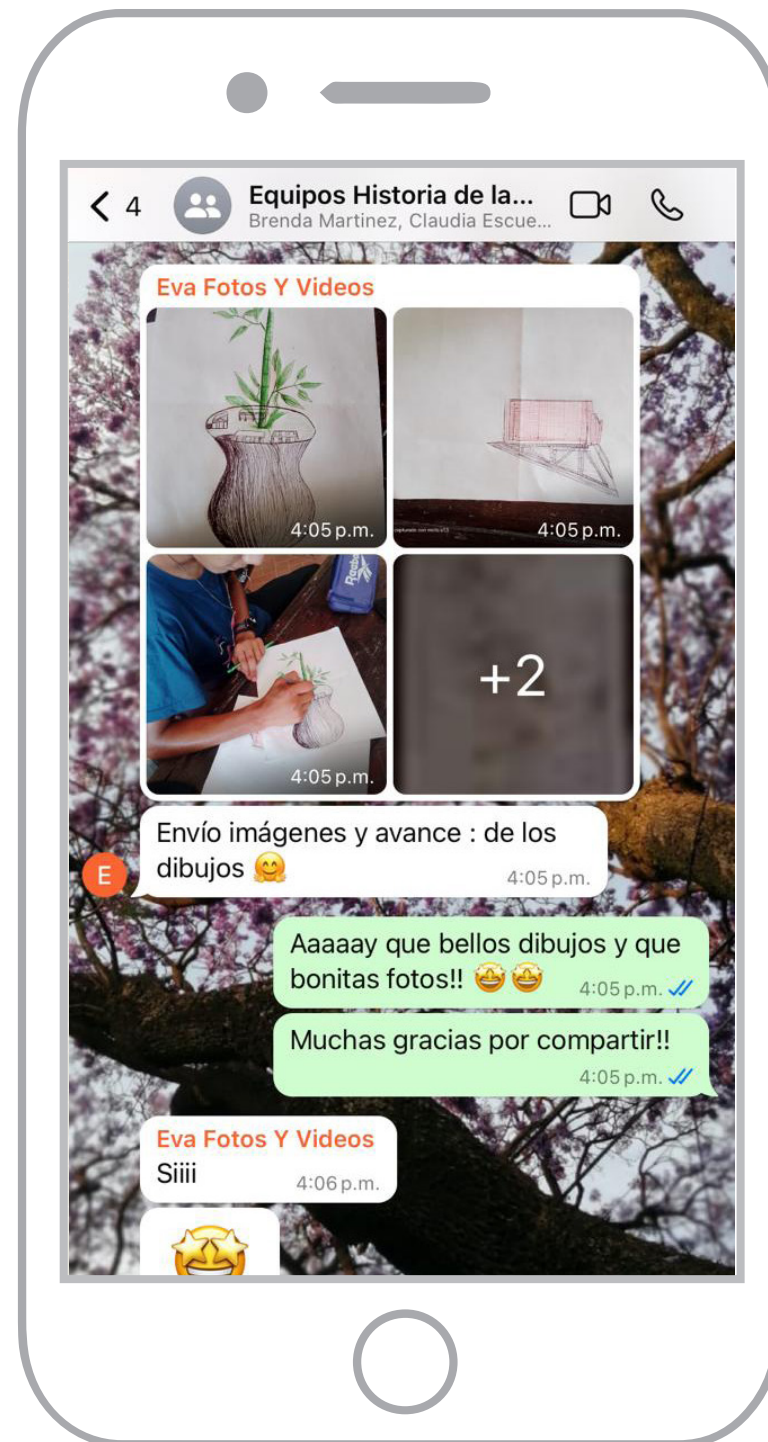 4
Equipos Historia de la...
Brenda Martinez, Claudia Escue...
Eva Fotos Y Videos
4:05 p.m.
4:05 p.m.
Reebok
4:05 p.m.
+2
Envío imágenes y avance : de los
dibujos 🤗
4:05 p.m.
E
Aaaaay que bellos dibujos y que
bonitas fotos!! 🤩 🤩
4:05 p.m.
Muchas gracias por compartir!!
4:05 p.m.
Eva Fotos Y Videos
Siiii
4:06 p.m.